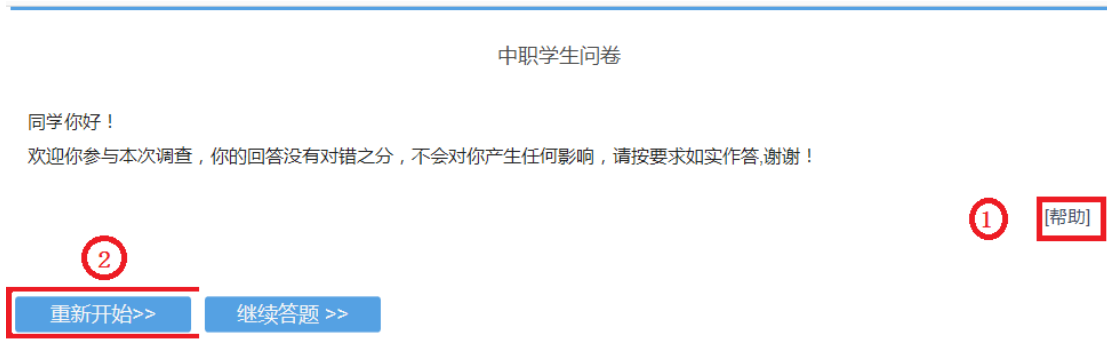 中职学生问卷
同学你好！
欢迎你参与本次调查，你的回答没有对错之分，不会对你产生任何影响，请按要求如实作答,谢谢！
1 [帮助]
2
重新开始>> 继续答题 >>